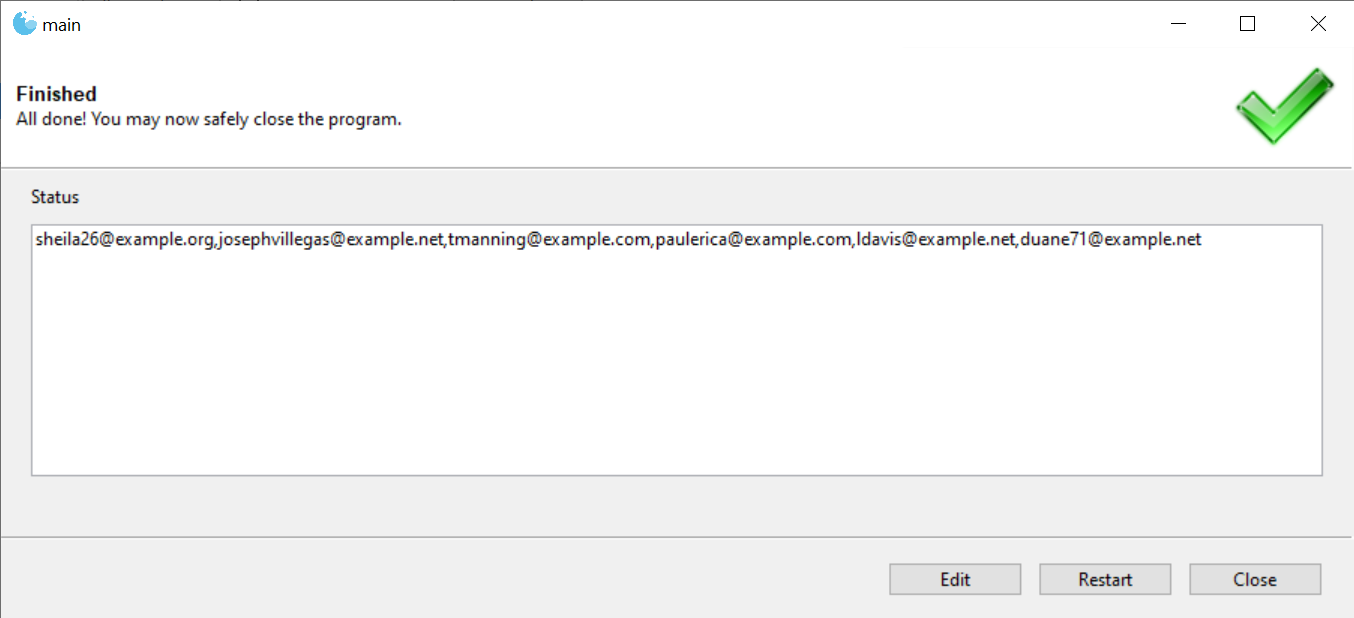 main
Finished
All done! You may now safely close the program.
Status
sheila26@example.org,josephvillegas@example.net,tmanning@example.com,paulerica@example.com,ldavis@example.net,duane71@example.net
Edit
Restart
Close